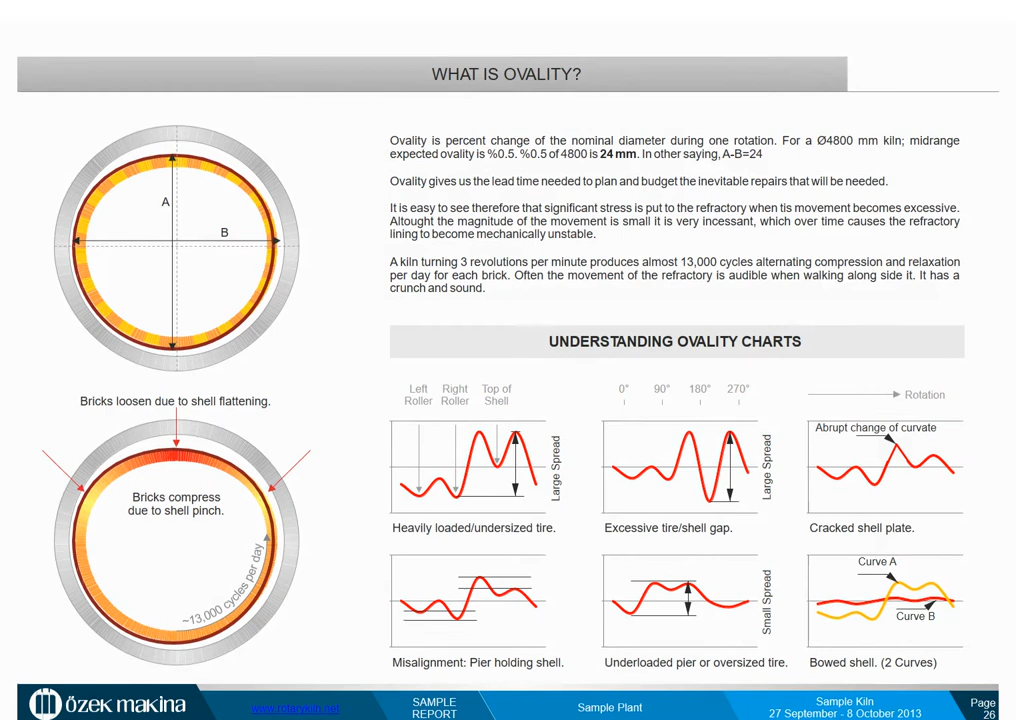 WHAT IS OVALITY?
A
B
Ovality is percent change of the nominal diameter during one rotation. For a Ø4800 mm kiln; midrange
expected ovality is %0.5. %0.5 of 4800 is 24 mm. In other saying, A-B=24
Ovality gives us the lead time needed to plan and budget the inevitable repairs that will be needed.
It is easy to see therefore that significant stress is put to the refractory when tis movement becomes excessive.
Altought the magnitude of the movement is small it is very incessant, which over time causes the refractory
lining to become mechanically unstable.
A kiln turning 3 revolutions per minute produces almost 13,000 cycles alternating compression and relaxation
per day for each brick. Often the movement of the refractory is audible when walking along side it. It has a
crunch and sound.
Bricks loosen due to shell flattening.
Bricks compress
due to shell pinch.
~13,000 cycles per day
UNDERSTANDING OVALITY CHARTS
Left
Roller
Right
Roller
Top of
Shell
Large Spread
Heavily loaded/undersized tire.
0° 90° 180° 270°
Large Spread
Excessive tire/shell gap.
Rotation
Abrupt change of curvate
Cracked shell plate.
Misalignment: Pier holding shell.
Small Spread
Underloaded pier or oversized tire.
Curve A
Curve B
Bowed shell. (2 Curves)
özek makina
www.rotarykiln.net
SAMPLE
REPORT
Sample Plant
Sample Kiln
27 September - 8 October 2013
Page
26